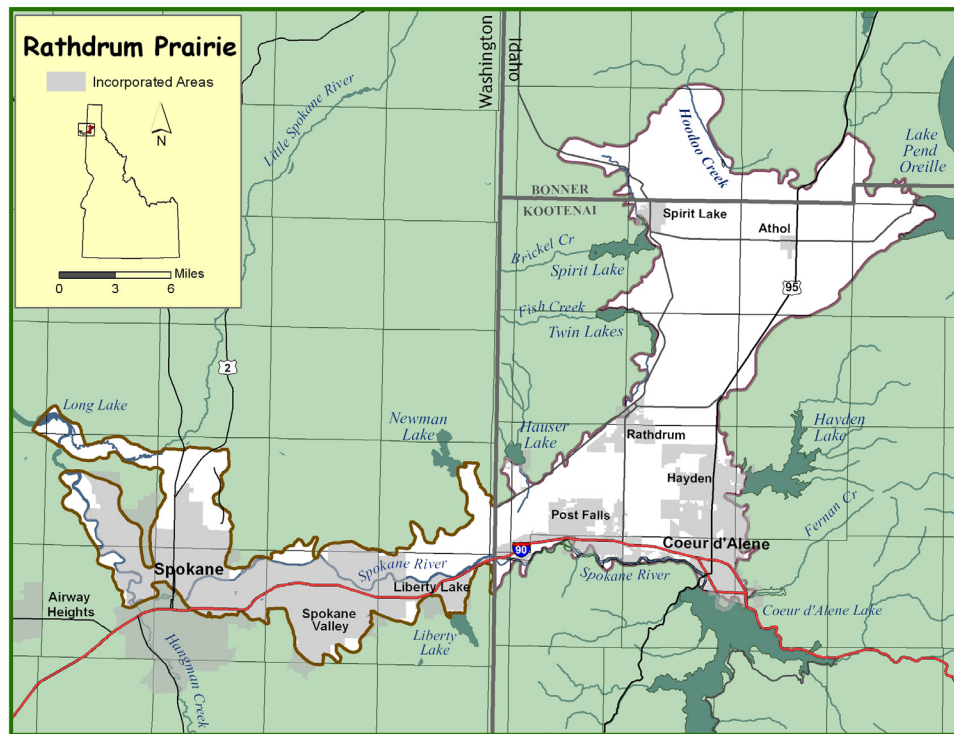 Rathdrum Prairie
Incorporated Areas
N
Miles
0 3 6
Washington
Idaho
Little Spokane River
Hoodoo Creek
Lake
Pend
Oreille
BONNER
KOOTENAI
Spirit Lake
Athol
Brickel Cr
Spirit Lake
95
Fish Creek
Twin Lakes
2
Long Lake
Newman
Lake
Hauser
Lake
Rathdrum
Hayden
Lake
Hayden
Fernan Cr
Post Falls
Coeur d'Alene
90
Spokane
Spokane River
Spokane River
Liberty Lake
Airway
Heights
Spokane
Valley
Liberty
Lake
Coeur d'Alene Lake
Hangman Creek